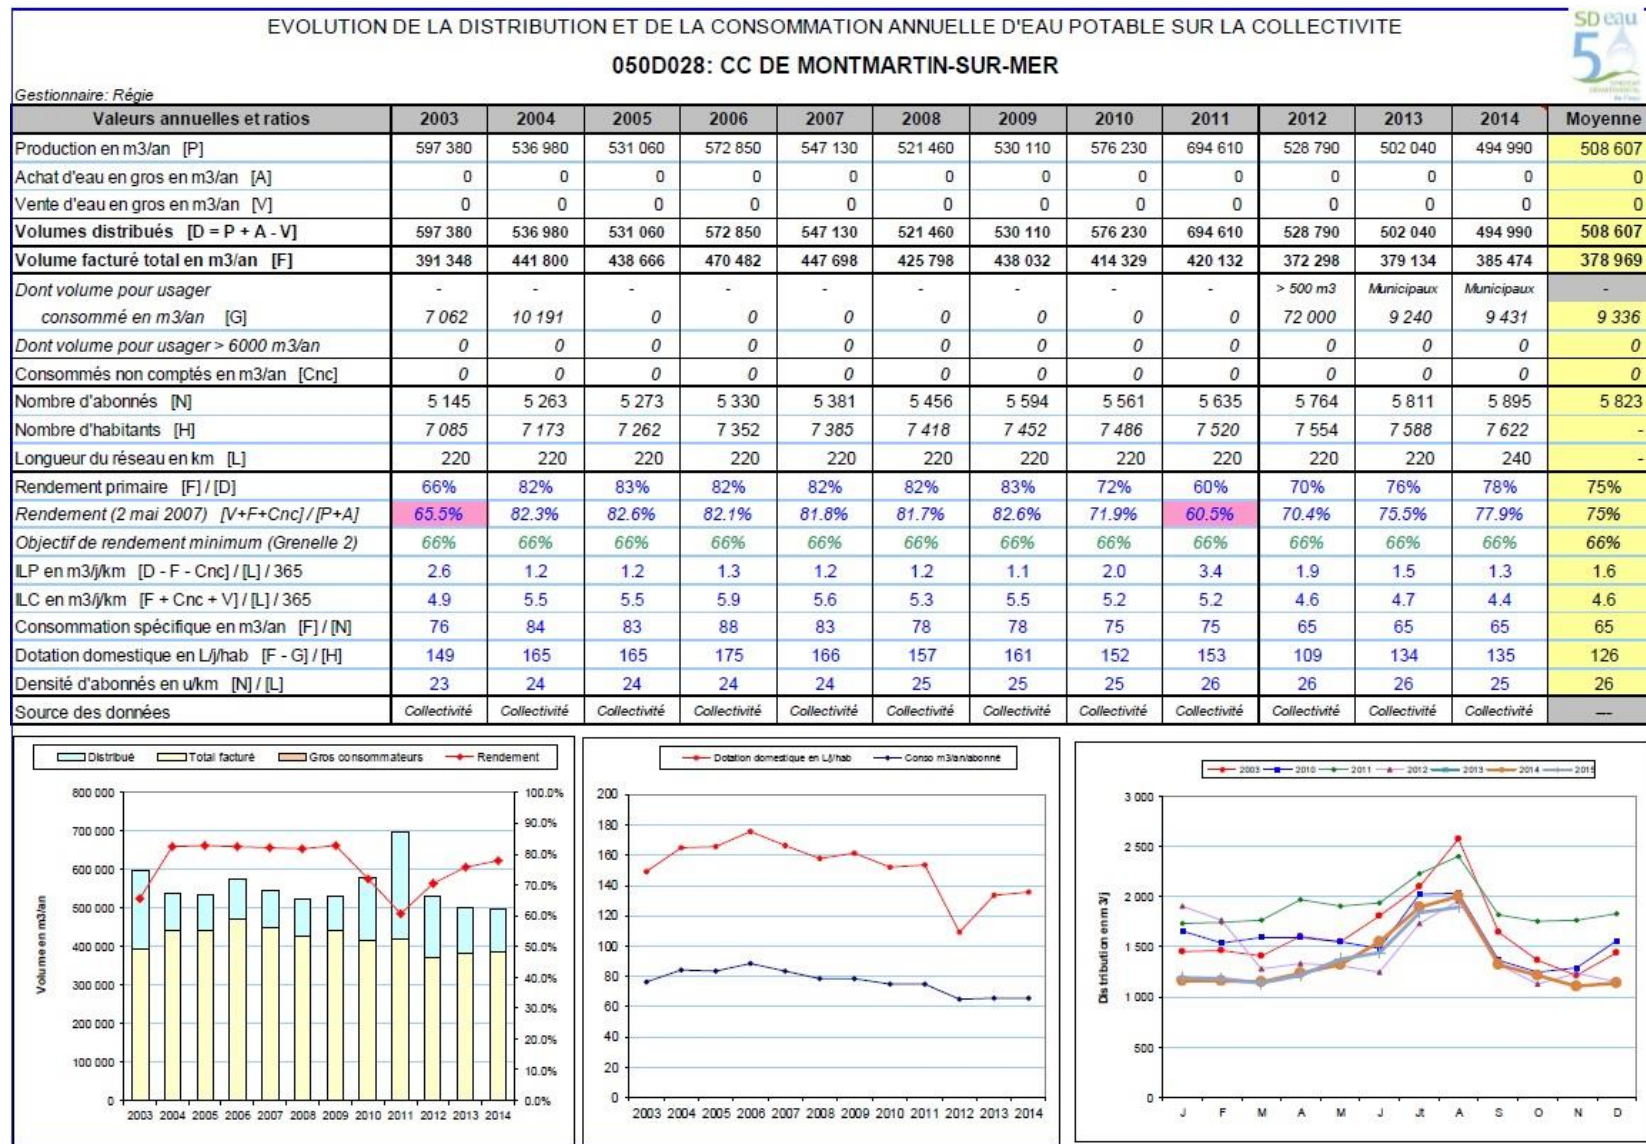 EVOLUTION DE LA DISTRIBUTION ET DE LA CONSOMMATION ANNUELLE D'EAU POTABLE SUR LA COLLECTIVITE
SDeau
50
050D028: CC DE MONTMARTIN-SUR-MER
Gestionnaire: Régie
Valeurs annuelles et ratios 2003 2004 2005 2006 2007 2008 2009 2010 2011 2012 2013 2014 Moyenne
Production en m3/an [P] 597 380 536 980 531 060 572 850 547 130 521 460 530 110 576 230 694 610 528 790 502 040 494 990 508 607
Achat d'eau en gros en m3/an [A] 0 0 0 0 0 0 0 0 0 0 0 0 0
Vente d'eau en gros en m3/an [V] 0 0 0 0 0 0 0 0 0 0 0 0 0
Volumes distribués [D = P + A - V] 597 380 536 980 531 060 572 850 547 130 521 460 530 110 576 230 694 610 528 790 502 040 494 990 508 607
Volume facturé total en m3/an [F] 391 348 441 800 438 666 470 482 447 698 425 798 438 032 414 329 420 132 372 298 379 134 385 474 378 969
Dont volume pour usager - - - - - - - - - > 500 m3 Municipaux Municipaux -
consommé en m3/an [G] 7 062 10 191 0 0 0 0 0 0 0 72 000 9 240 9 431 9 336
Dont volume pour usager > 6000 m3/an 0 0 0 0 0 0 0 0 0 0 0 0 0
Consommés non comptés en m3/an [Cnc] 0 0 0 0 0 0 0 0 0 0 0 0 0
Nombre d'abonnés [N] 5 145 5 263 5 273 5 330 5 381 5 456 5 594 5 561 5 635 5 764 5 811 5 895 5 823
Nombre d'habitants [H] 7 085 7 173 7 262 7 352 7 385 7 418 7 452 7 486 7 520 7 554 7 588 7 622 -
Longueur du réseau en km [L] 220 220 220 220 220 220 220 220 220 220 220 240 -
Rendement primaire [F] / [D] 66% 82% 83% 82% 82% 82% 83% 72% 60% 70% 76% 78% 75%
Rendement (2 mai 2007) [V+F+Cnc] / [P+A] 65.5% 82.3% 82.6% 82.1% 81.8% 81.7% 82.6% 71.9% 60.5% 70.4% 75.5% 77.9% 75%
Objectif de rendement minimum (Grenelle 2) 66% 66% 66% 66% 66% 66% 66% 66% 66% 66% 66% 66% 66%
ILP en m3/j/km [D - F - Cnc] / [L] / 365 2.6 1.2 1.2 1.3 1.2 1.2 1.1 2.0 3.4 1.9 1.5 1.3 1.6
ILC en m3/j/km [F + Cnc + V] / [L] / 365 4.9 5.5 5.5 5.9 5.6 5.3 5.5 5.2 5.2 4.6 4.7 4.4 4.6
Consommation spécifique en m3/an [F] / [N] 76 84 83 88 83 78 78 75 75 65 65 65 65
Dotation domestique en L/j/hab [F - G] / [H] 149 165 165 175 166 157 161 152 153 109 134 135 126
Densité d'abonnés en u/km [N] / [L] 23 24 24 24 24 25 25 25 26 26 26 25 26
Source des données Collectivité Collectivité Collectivité Collectivité Collectivité Collectivité Collectivité Collectivité Collectivité Collectivité Collectivité Collectivité ---
Distribué Total facturé Gros consommateurs Rendement
800 000 100.0%
90.0%
700 000
80.0%
600 000
70.0%
500 000
60.0%
400 000
50.0%
40.0%
300 000
30.0%
200 000
20.0%
100 000
10.0%
0 0.0%
Volume en m3/an
2003 2004 2005 2006 2007 2008 2009 2010 2011 2012 2013 2014
Dotation domestique en L/j/hab Conso m3/an/abonné
200
180
160
140
120
100
80
60
40
20
0
2003 2004 2005 2006 2007 2008 2009 2010 2011 2012 2013 2014
2003 2010 2011 2012 2013 2014 2015
3 000
2 500
2 000
1 500
1 000
500
0
Distribution en m3/j
J F M A M J Jt A S O N D